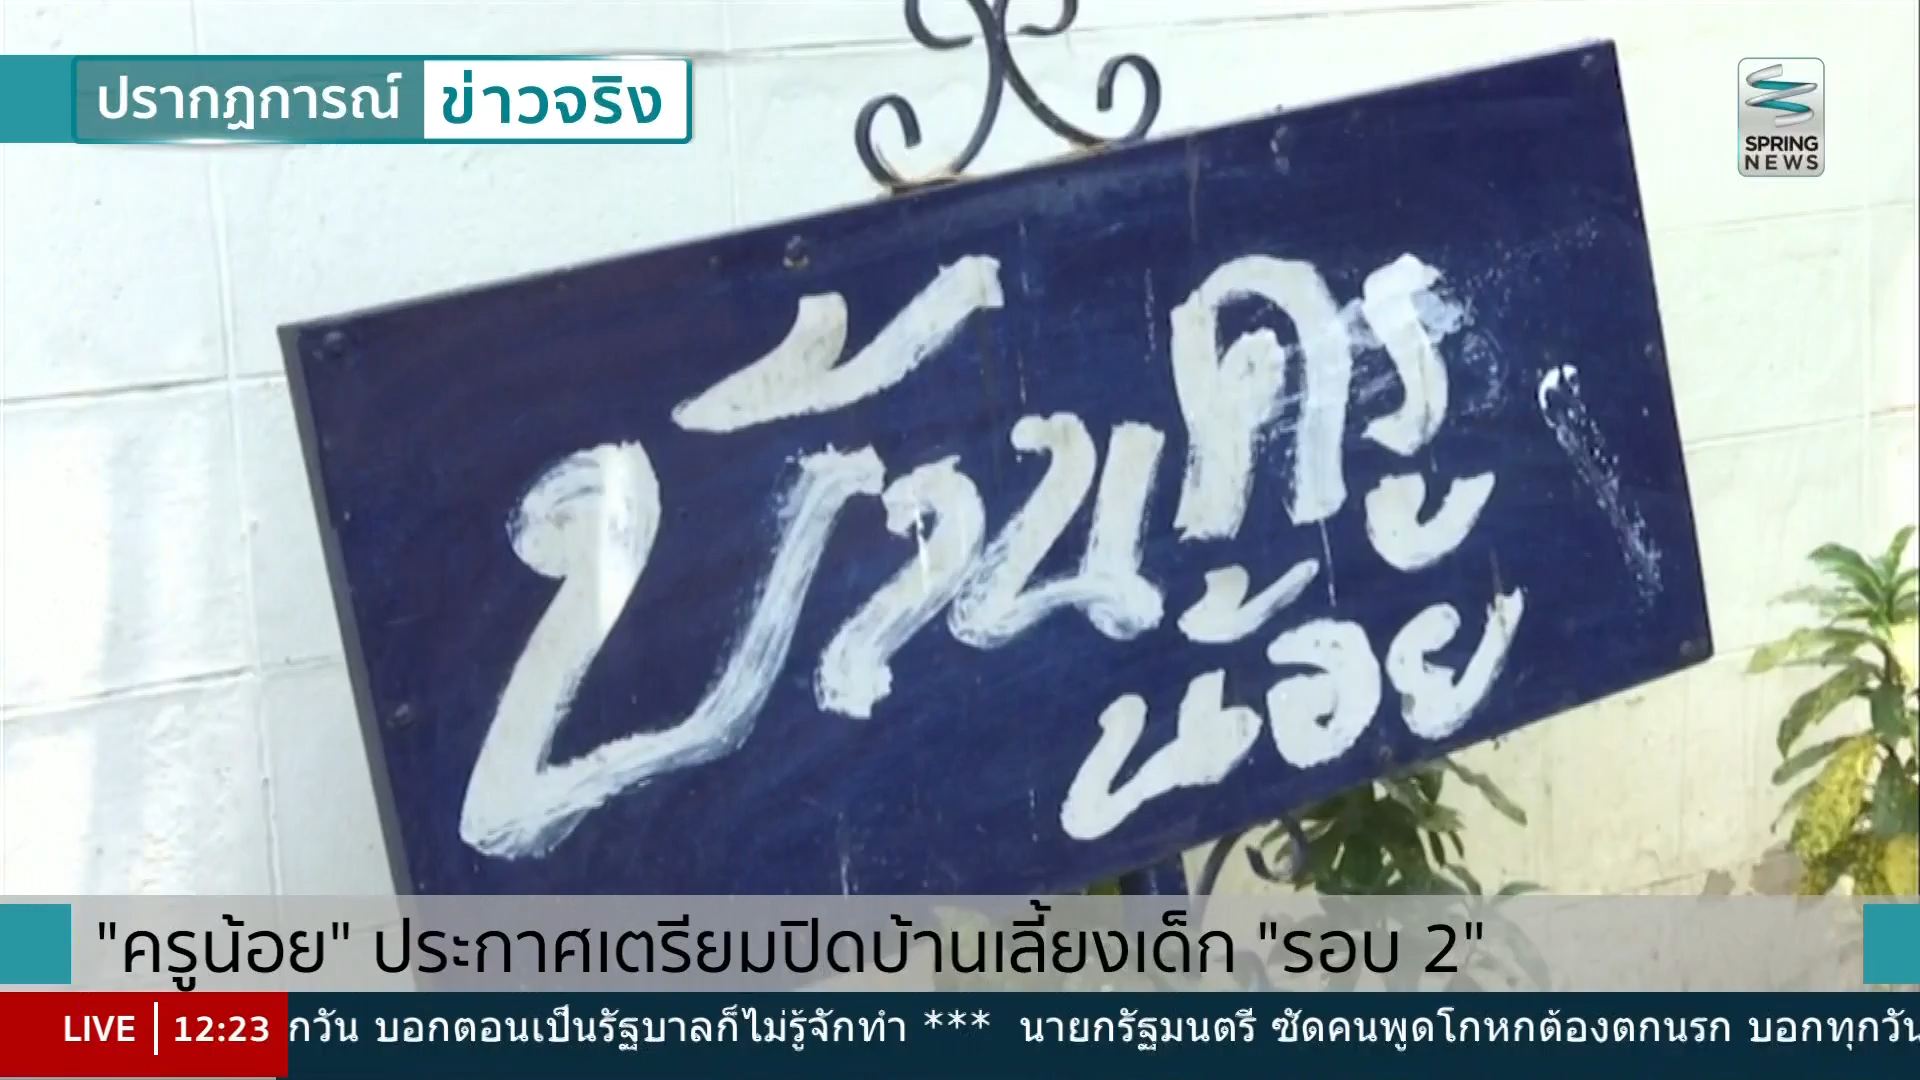 ปรากฏการณ์ ข่าวจริง
SPRING
NEWS
บ้านครู
น้อย
"ครูน้อย" ประกาศเตรียมปิดบ้านเลี้ยงเด็ก "รอบ 2"
LIVE 12:23 กวัน บอกตอนเป็นรัฐบาลก็ไม่รู้จักทำ *** นายกรัฐมนตรี ซัดคนพูดโกหกต้องตกนรก บอกทุกวัน